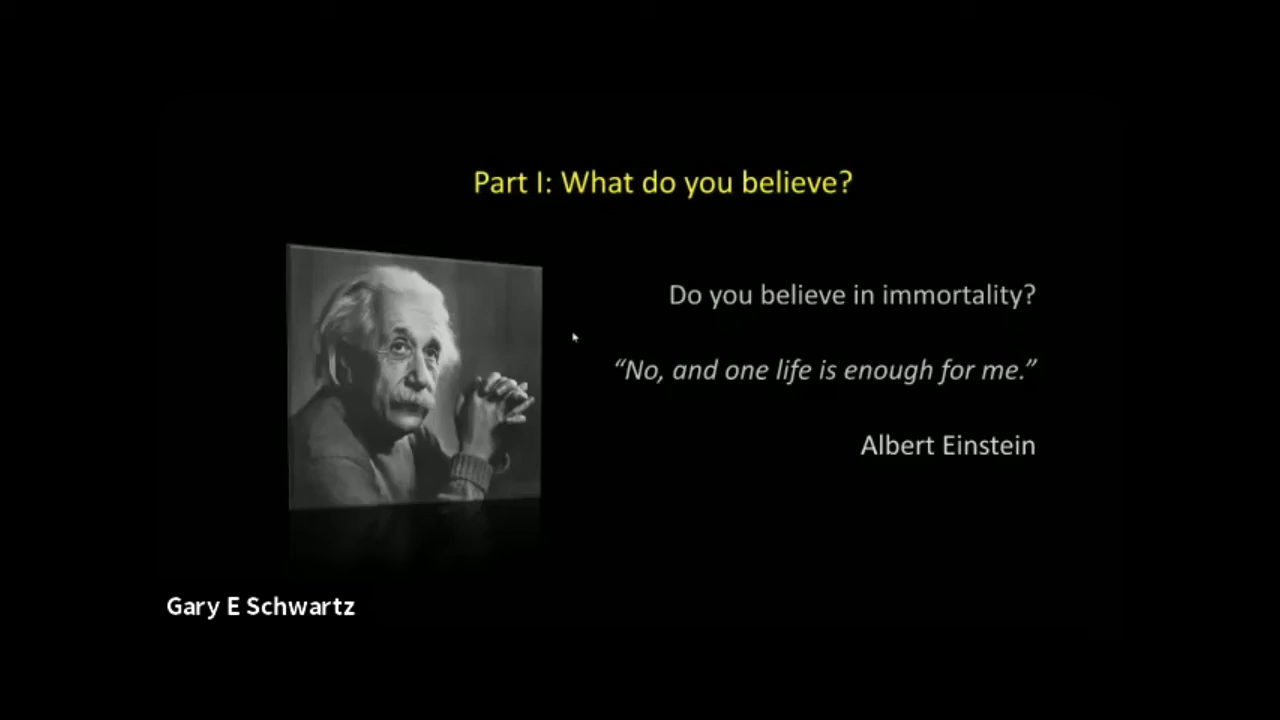 Part I: What do you believe?
Do you believe in immortality?
“No, and one life is enough for me.”
Albert Einstein
Gary E Schwartz